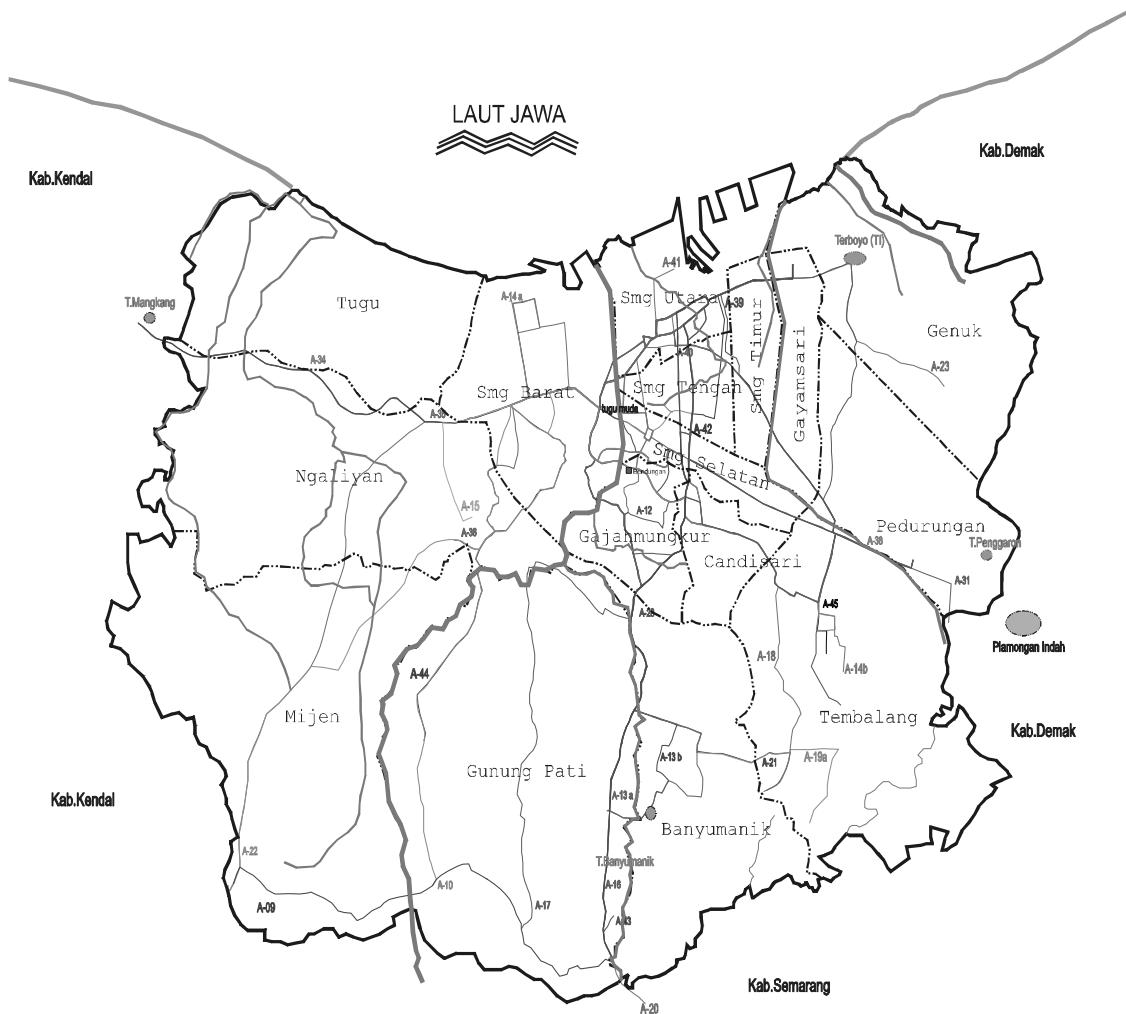 LAUT JAWA
Kab.Demak
Kab.Kendal
Terboyo (TI)
A-41
A-14 a
Smg Utara
A-39
T.Mangkang
Tugu
Genuk
A-34
A-40
A-23
Smg Timur
Gayamsari
Smg Barat
Smg Tengah
tugu muda
A-42
Smg Selatan
Ngaliyan
A-15
A-12
A-36
Gajahmungkur
Candisari
Pedurungan
A-38
T.Penggaron
A-31
A-45
Plamongan Indah
A-18
A-14b
A-44
Mijen
Tembalang
Kab.Demak
Gunung Pati
A-13 b
A-21
A-19a
A-13 a
Kab.Kendal
Banyumanik
A-22
T.Banyumanik
A-10
A-16
A-09
A-17
Kab.Semarang
A-20